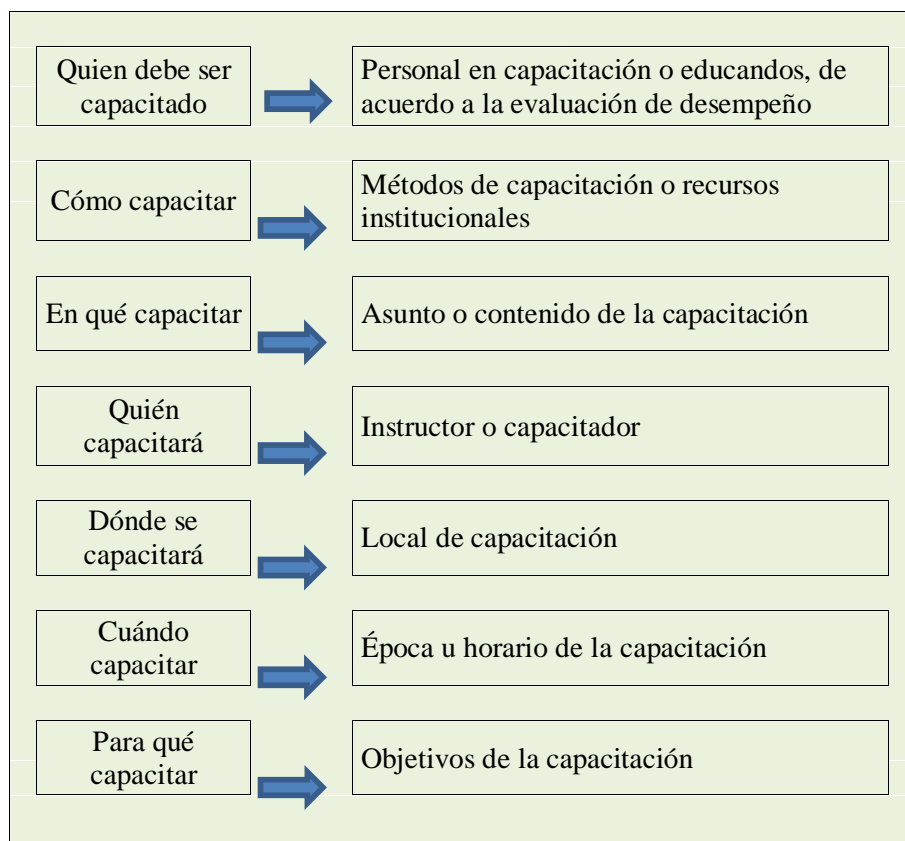 Quien debe ser
capacitado
Personal en capacitación o educandos, de
acuerdo a la evaluación de desempeño
Cómo capacitar
Métodos de capacitación o recursos
institucionales
En qué capacitar
Asunto o contenido de la capacitación
Quién
capacitará
Instructor o capacitador
Dónde se
capacitará
Local de capacitación
Cuándo
capacitar
Época u horario de la capacitación
Para qué
capacitar
Objetivos de la capacitación